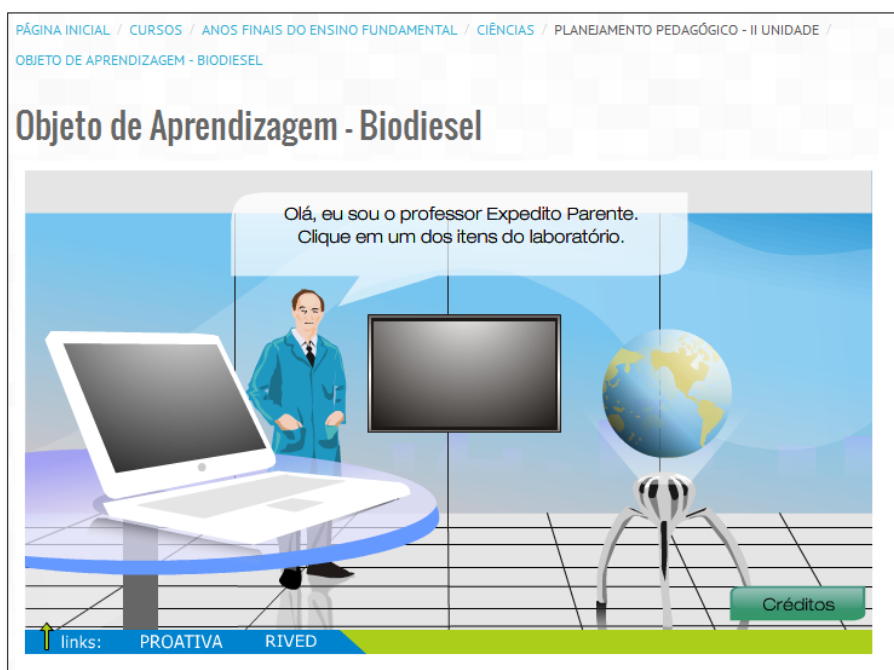 PÁGINA INICIAL / CURSOS / ANOS FINAIS DO ENSINO FUNDAMENTAL / CIÊNCIAS / PLANEJAMENTO PEDAGÓGICO - II UNIDADE /
OBJETO DE APRENDIZAGEM - BIODIESEL
Objeto de Aprendizagem - Biodiesel
Olá, eu sou o professor Expedito Parente.
Clique em um dos itens do laboratório.
Créditos
links: PROATIVA RIVED